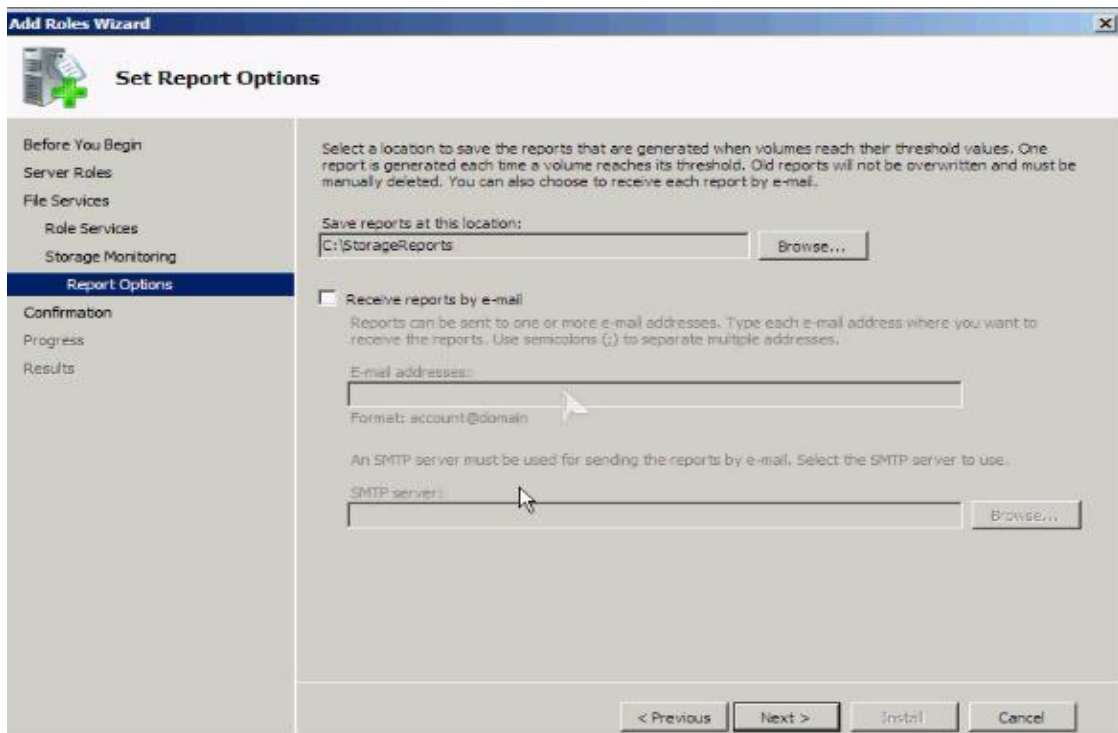 Add Roles Wizard
Set Report Options
Before You Begin
Server Roles
File Services
Role Services
Storage Monitoring
Report Options
Confirmation
Progress
Results
Select a location to save the reports that are generated when volumes reach their threshold values. One
report is generated each time a volume reaches its threshold. Old reports will not be overwritten and must be
manually deleted. You can also choose to receive each report by e-mail.
Save reports at this location:
C:\StorageReports
Browse...
Receive reports by e-mail
Reports can be sent to one or more e-mail addresses. Type each e-mail address where you want to
receive the reports. Use semicolons (;) to separate multiple addresses.
E-mail addresses:
Format: account@domain
An SMTP server must be used for sending the reports by e-mail. Select the SMTP server to use.
SMTP server:
Browse...
< Previous
Next >
Install
Cancel